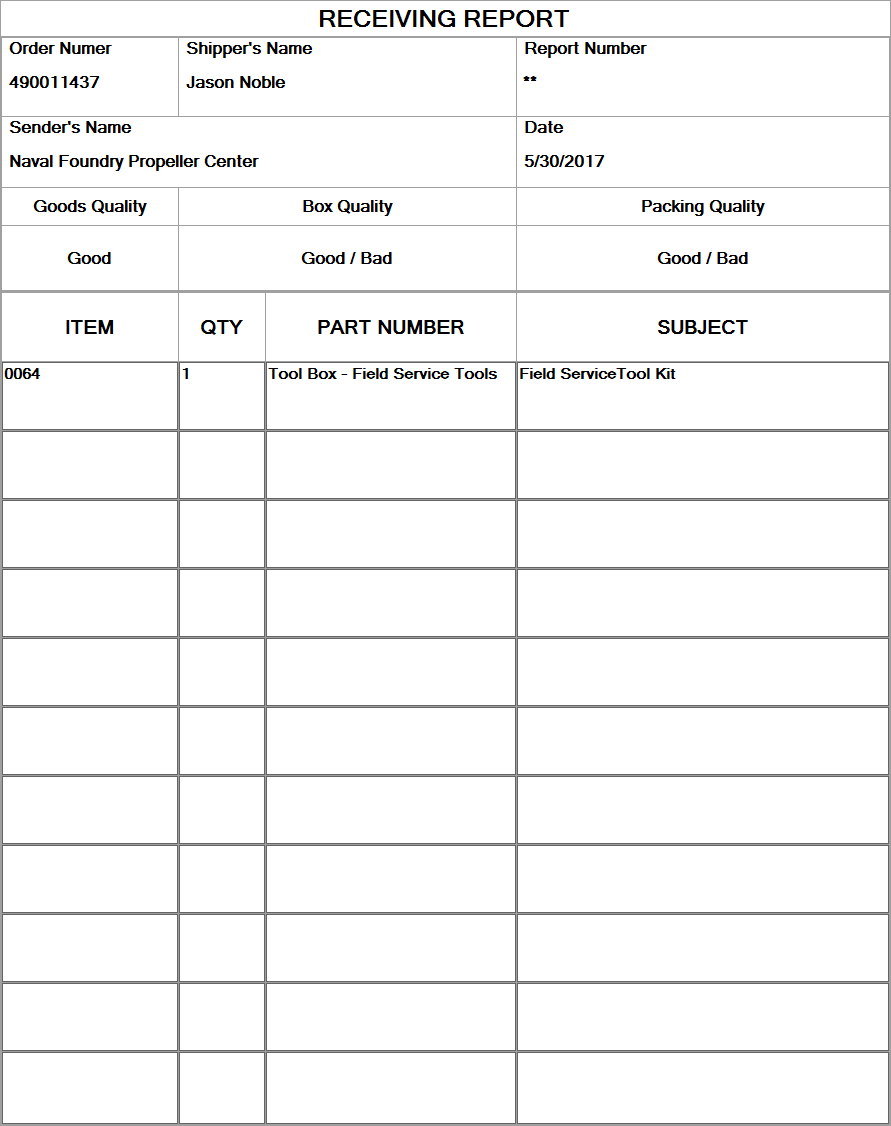 RECEIVING REPORT
Order Numer Shipper's Name Report Number
490011437 Jason Noble **
Sender's Name Date
Naval Foundry Propeller Center 5/30/2017
Goods Quality Box Quality Packing Quality
Good Good / Bad Good / Bad
ITEM QTY PART NUMBER SUBJECT
0064 1 Tool Box - Field Service Tools Field ServiceTool Kit